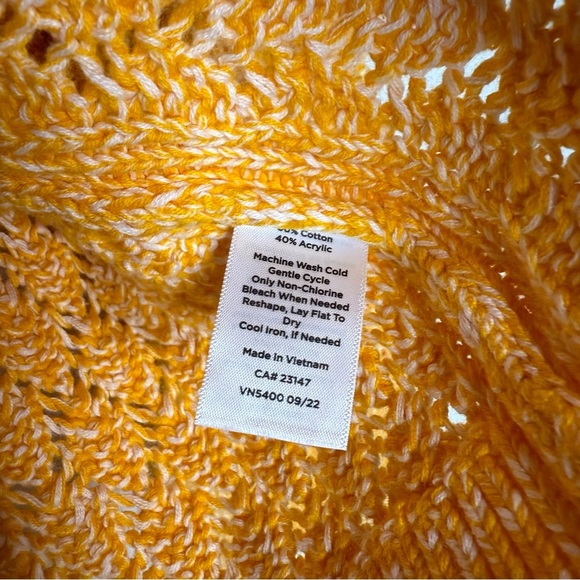 % Cotton
40% Acrylic
Machine Wash Cold
Gentle Cycle
Only Non-Chlorine
Bleach When Needed
Reshape, Lay Flat To
Dry
Cool Iron, If Needed
Made in Vietnam
CA# 23147
VN5400 09/22